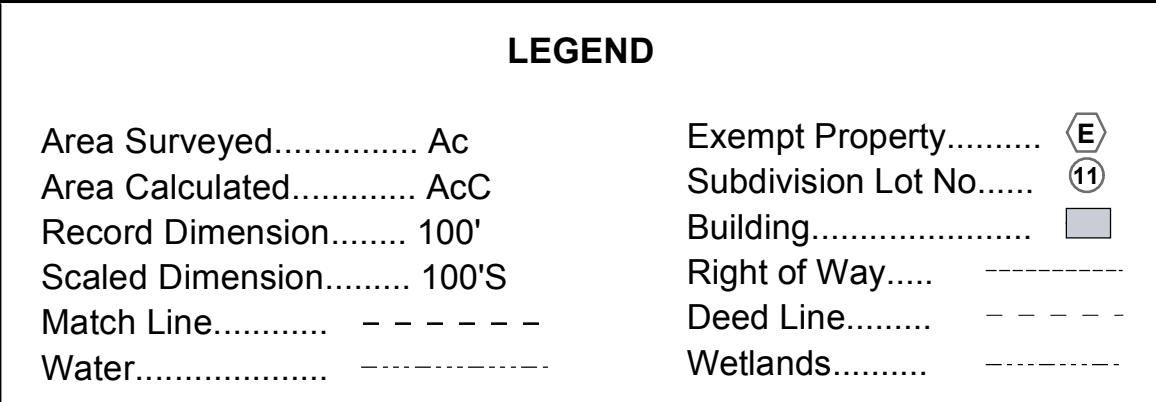 LEGEND
Area Surveyed............... Ac
Area Calculated............. AcC
Record Dimension........ 100'
Scaled Dimension......... 100'S
Match Line............
Water....................
Exempt Property.......... E
Subdivision Lot No...... 11
Building.......................
Right of Way.....
Deed Line.........
Wetlands..........